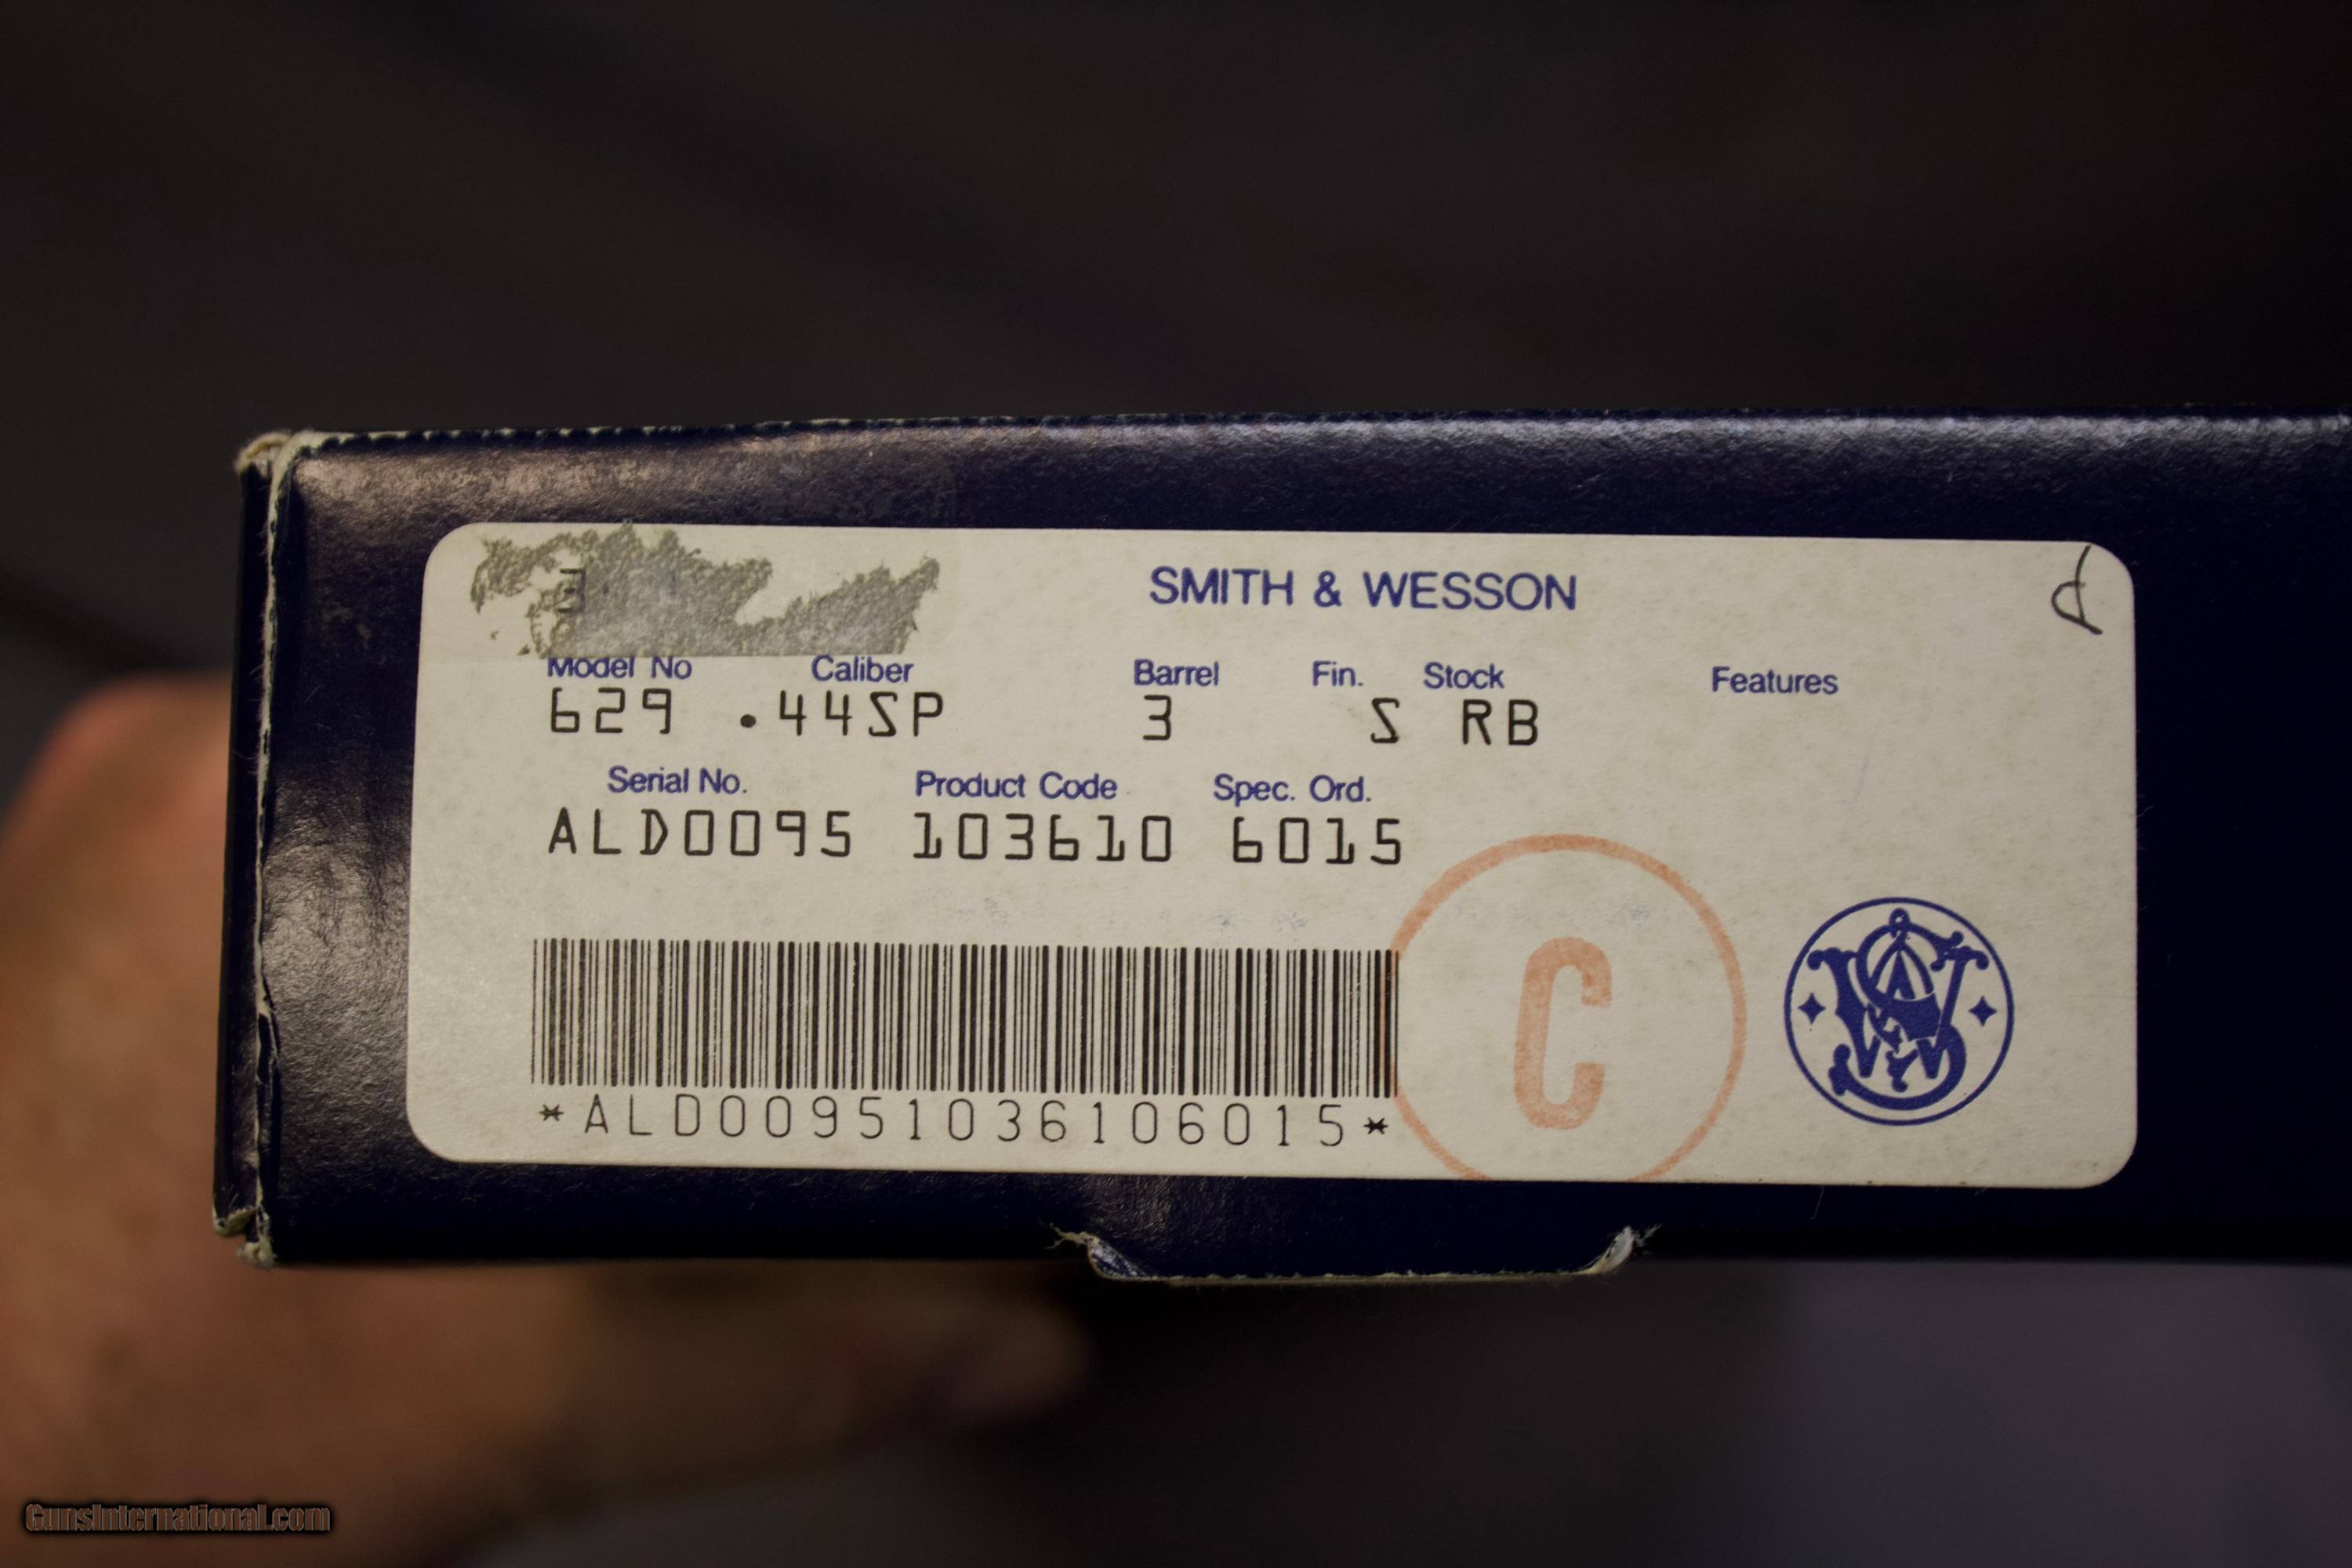 SMITH & WESSON
Model No Caliber Barrel Fin. Stock Features
629 .44SP 3 S RB
Serial No. Product Code Spec. Ord.
ALD0095 103610 6015
*ALD00951036106015*
C
GunsInternational.com